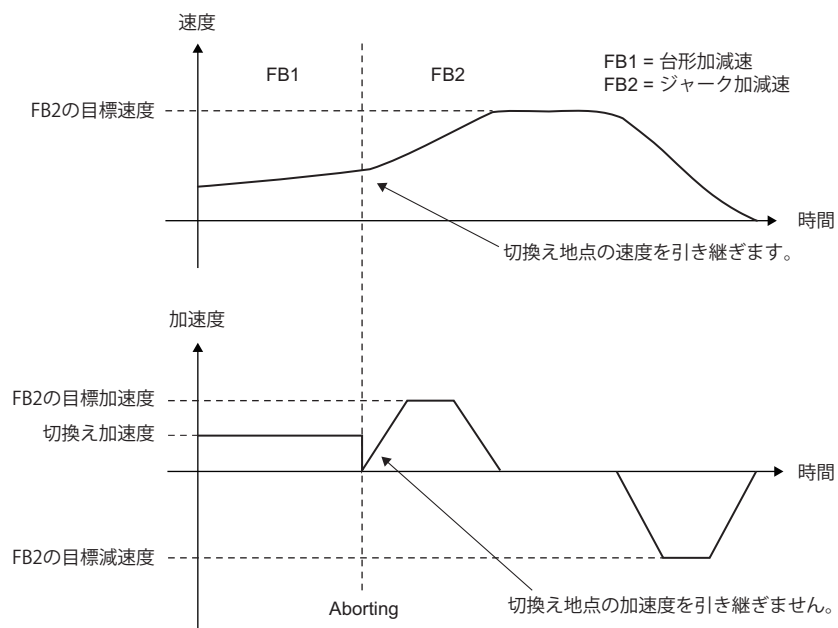 速度
FB1
FB2
FB1 = 台形加減速
FB2 = ジャーク加減速
FB2の目標速度
時間
切換え地点の速度を引き継ぎます。
加速度
FB2の目標加速度
切換え加速度
時間
FB2の目標減速度
切換え地点の加速度を引き継ぎません。
Aborting